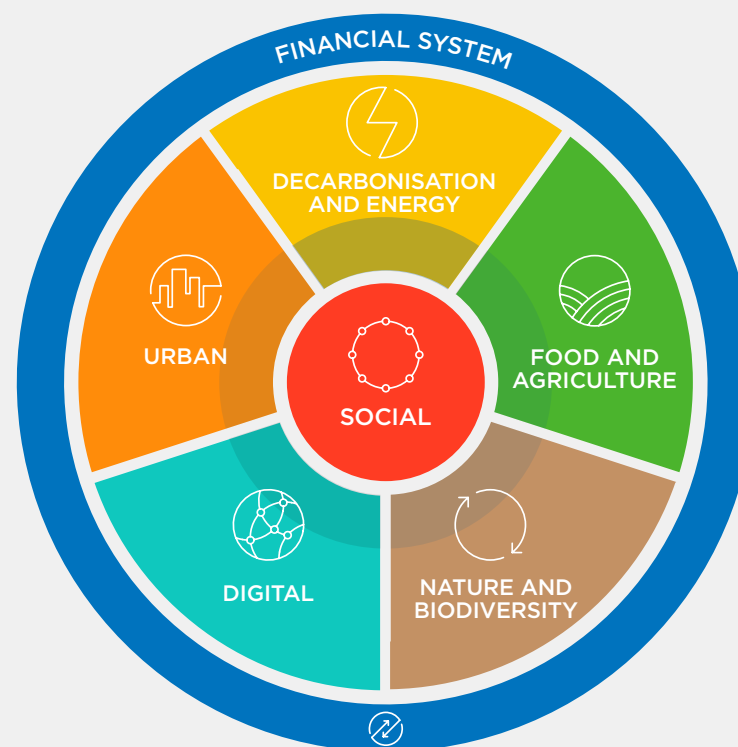 FINANCIAL SYSTEM
DECARBONISATION
AND ENERGY
URBAN
FOOD AND
AGRICULTURE
SOCIAL
DIGITAL
NATURE AND
BIODIVERSITY